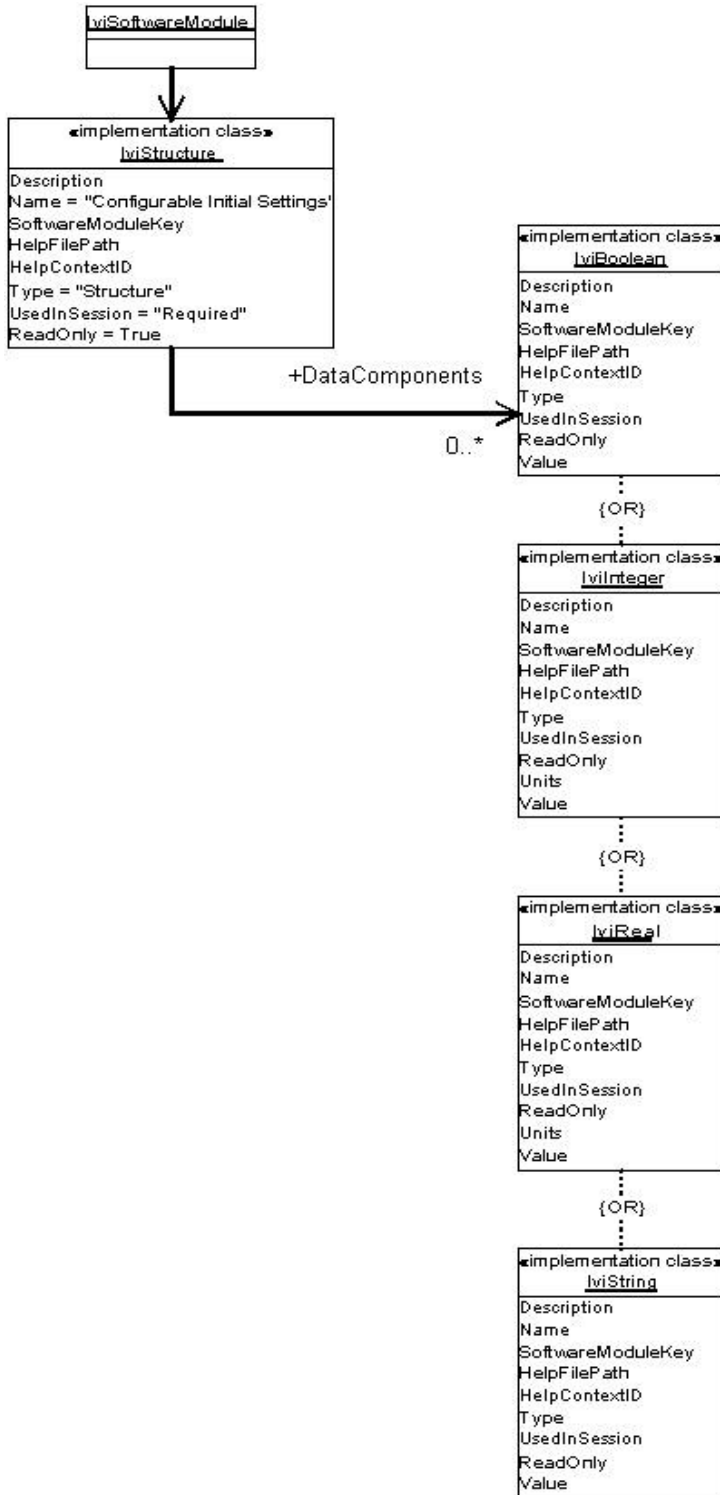 IviSoftwareModule
«implementation class»
IviStructure
Description
Name = "Configurable Initial Settings"
SoftwareModuleKey
HelpFilePath
HelpContextID
Type = "Structure"
UsedInSession = "Required"
ReadOnly = True
+DataComponents
0..*
«implementation class»
IviBoolean
Description
Name
SoftwareModuleKey
HelpFilePath
HelpContextID
Type
UsedInSession
ReadOnly
Value
{OR}
«implementation class»
IviInteger
Description
Name
SoftwareModuleKey
HelpFilePath
HelpContextID
Type
UsedInSession
ReadOnly
Units
Value
{OR}
«implementation class»
IviReal
Description
Name
SoftwareModuleKey
HelpFilePath
HelpContextID
Type
UsedInSession
ReadOnly
Units
Value
{OR}
«implementation class»
IviString
Description
Name
SoftwareModuleKey
HelpFilePath
HelpContextID
Type
UsedInSession
ReadOnly
Value